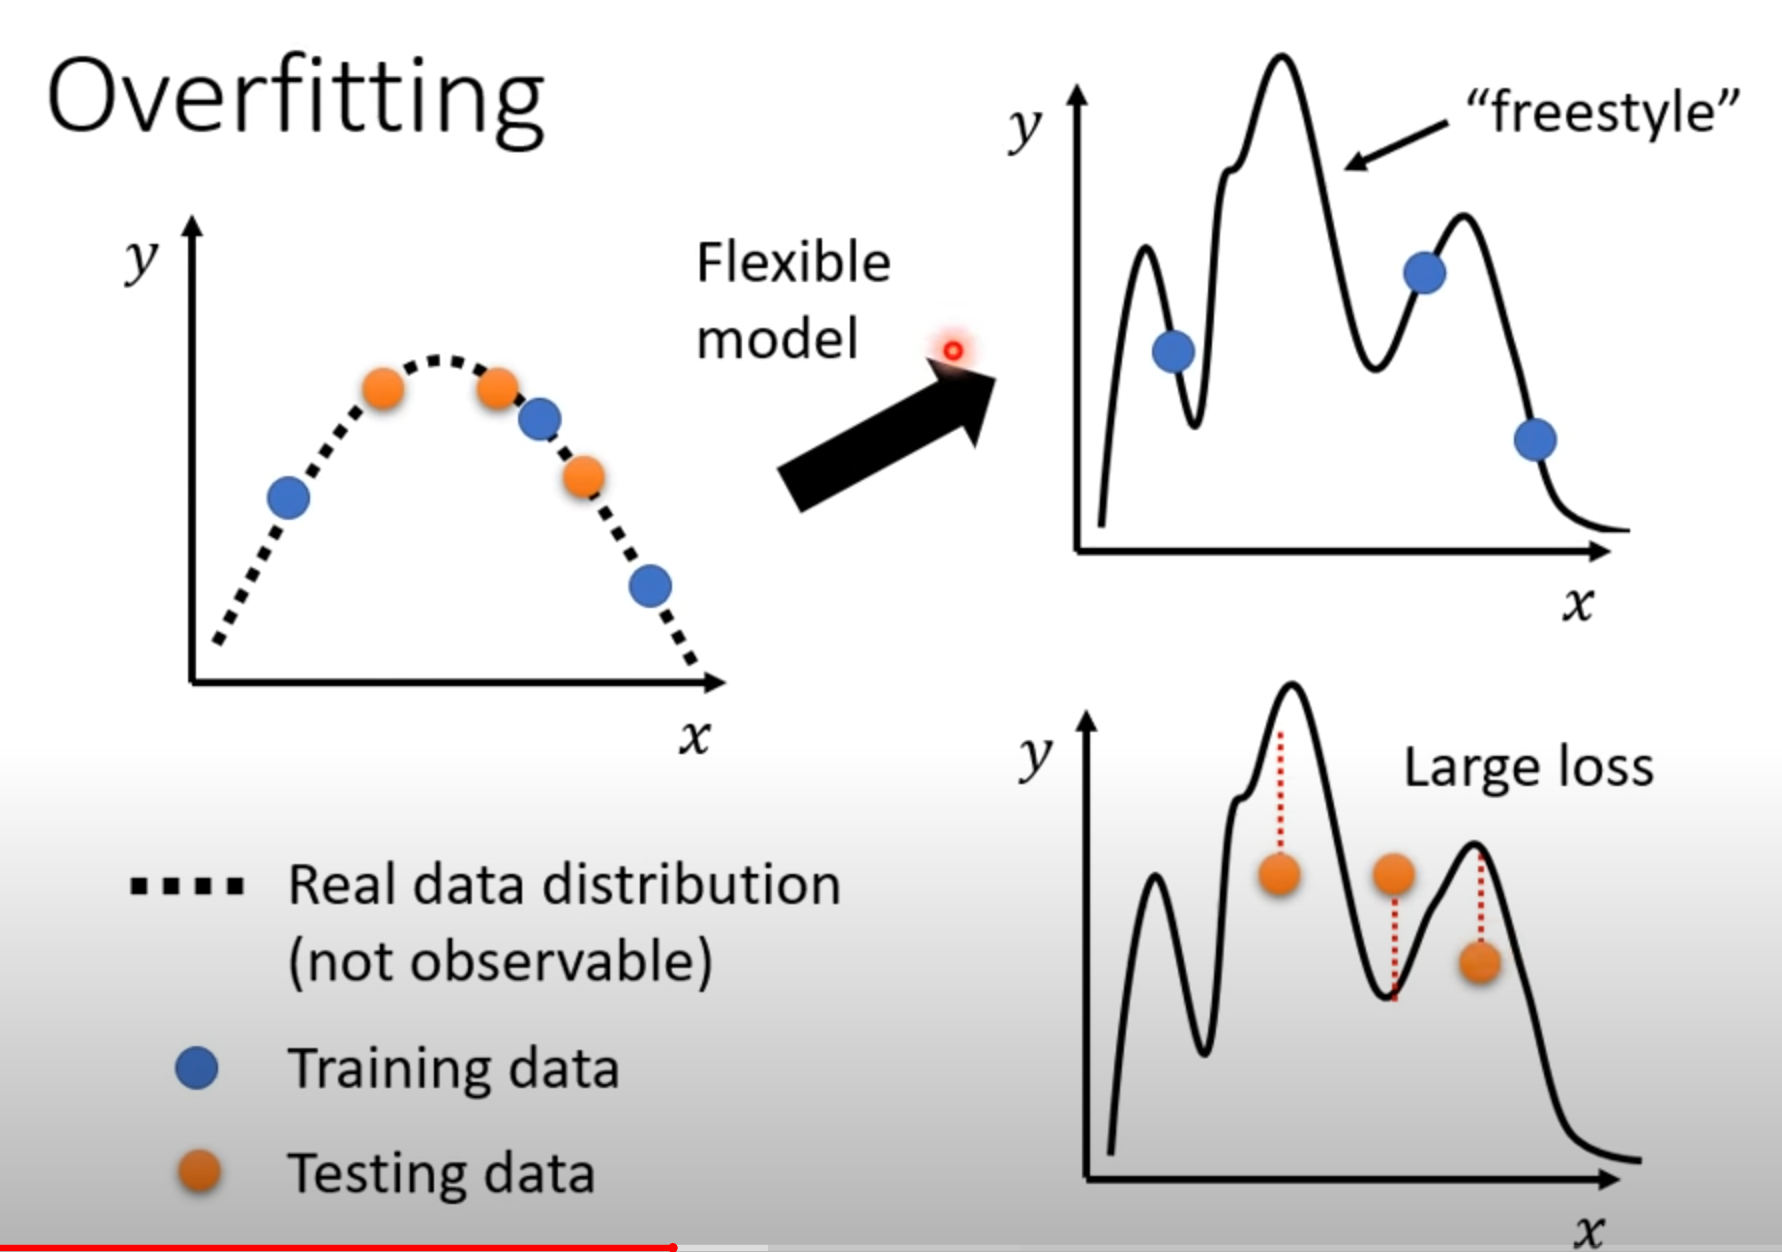 Overfitting
y
x
Flexible
model
y
“freestyle”
x
y
Large loss
x
Real data distribution
(not observable)
Training data
Testing data